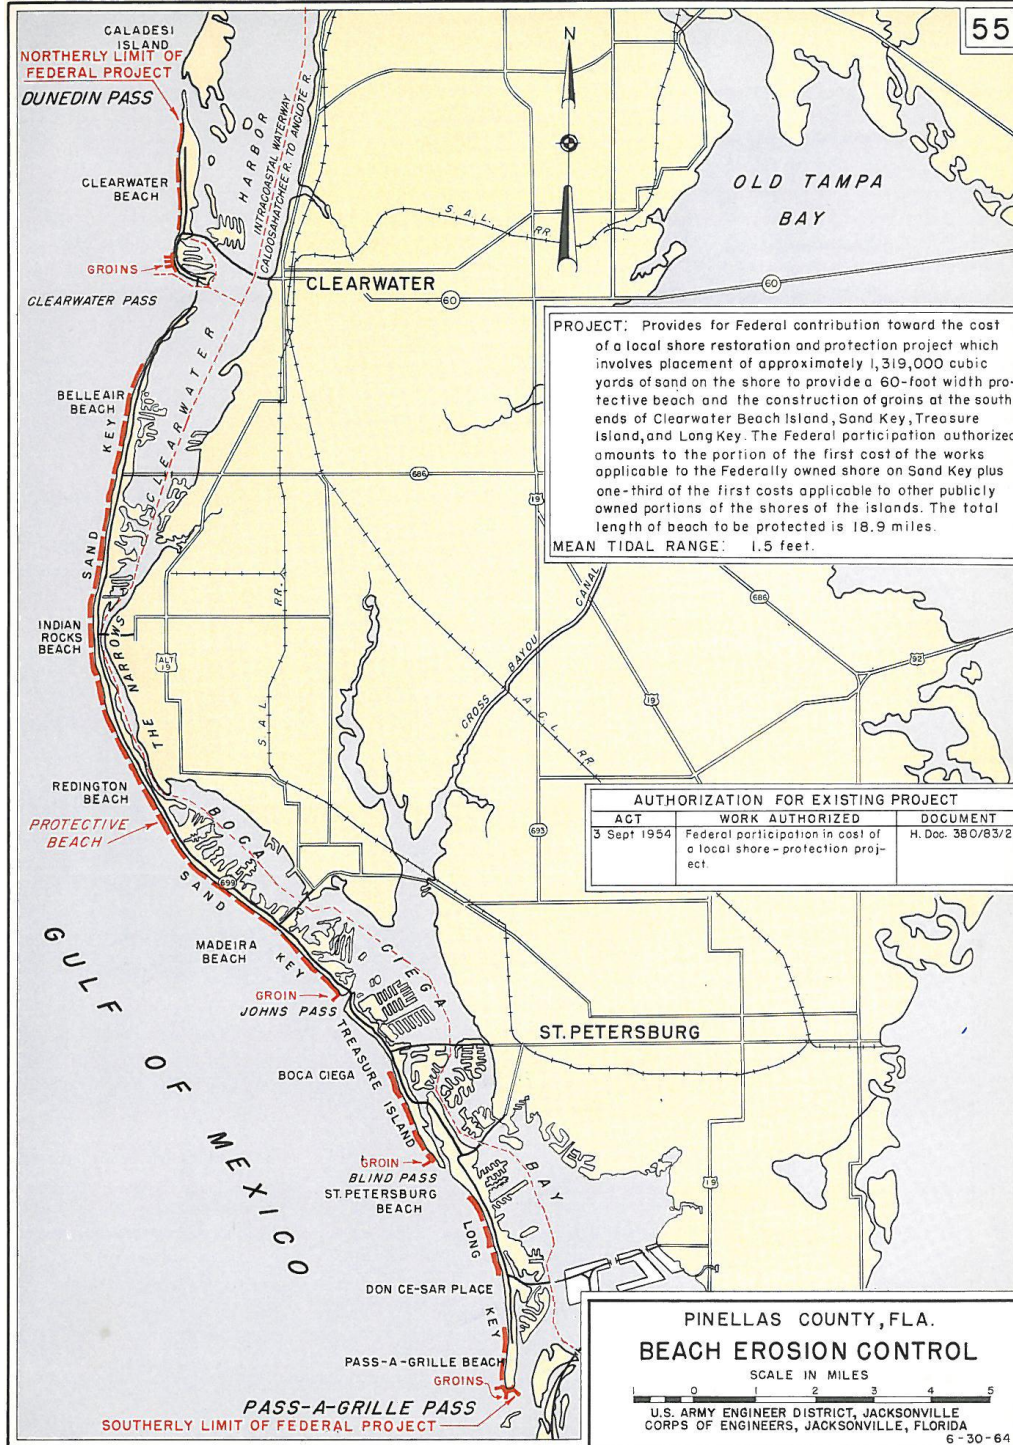 55
CALADESI
ISLAND
NORTHERLY LIMIT OF
FEDERAL PROJECT
DUNEDIN PASS
N
HARBOR
INTRACOASTAL WATERWAY
CALOOSAHATCHEE R. TO ANCLOTE R.
CLEARWATER
BEACH
OLD TAMPA
BAY
S.A.L. RR
GROINS
CLEARWATER
CLEARWATER PASS
60
60
CLEARWATER
PROJECT: Provides for Federal contribution toward the cost
of a local shore restoration and protection project which
involves placement of approximately 1,319,000 cubic
yards of sand on the shore to provide a 60-foot width pro-
tective beach and the construction of groins at the south
ends of Clearwater Beach Island, Sand Key, Treasure
Island, and Long Key. The Federal participation authorized
amounts to the portion of the first cost of the works
applicable to the Federally owned shore on Sand Key plus
one-third of the first costs applicable to other publicly
owned portions of the shores of the islands. The total
length of beach to be protected is 18.9 miles.
MEAN TIDAL RANGE: 1.5 feet.
BELLEAIR
BEACH
SAND KEY
686
19
686
INDIAN
ROCKS
BEACH
THE NARROWS
ALT
19
S.A.L. RR.
CROSS BAYOU CANAL
A.C.L. RR
19
92
REDINGTON
BEACH
PROTECTIVE
BEACH
BOCA CIEGA BAY
699
SAND KEY
693
AUTHORIZATION FOR EXISTING PROJECT
ACT WORK AUTHORIZED DOCUMENT
3 Sept 1954 Federal participation in cost of H. Doc. 380/83/2
a local shore-protection proj-
ect.
MADEIRA
BEACH
GROIN
JOHNS PASS
ST. PETERSBURG
TREASURE ISLAND
BOCA CIEGA
GULF OF MEXICO
GROIN
BLIND PASS
ST. PETERSBURG
BEACH
19
LONG KEY
DON CE-SAR PLACE
PASS-A-GRILLE BEACH
GROINS
PASS-A-GRILLE PASS
SOUTHERLY LIMIT OF FEDERAL PROJECT
PINELLAS COUNTY, FLA.
BEACH EROSION CONTROL
SCALE IN MILES
1 0 1 2 3 4 5
U.S. ARMY ENGINEER DISTRICT, JACKSONVILLE
CORPS OF ENGINEERS, JACKSONVILLE, FLORIDA
6-30-64